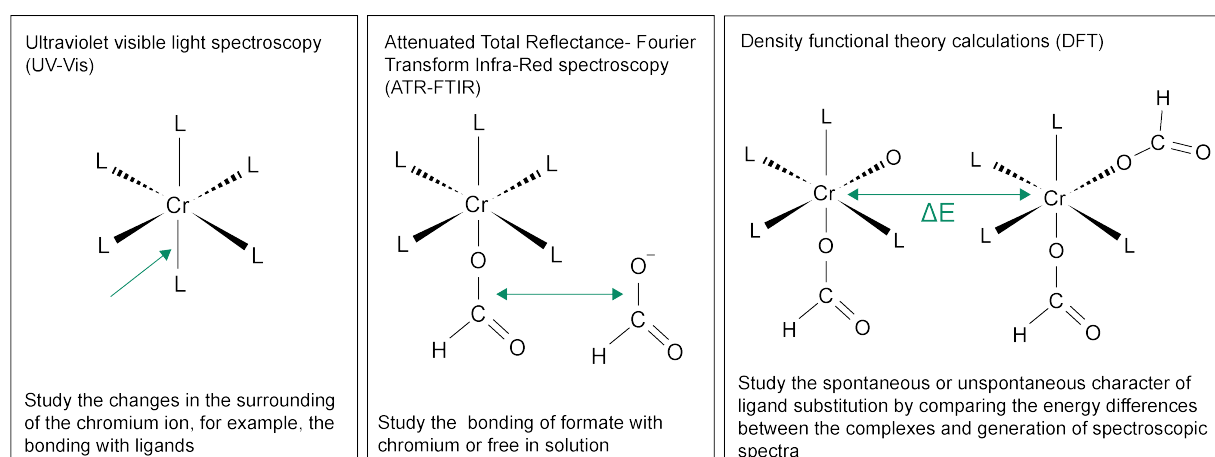 Ultraviolet visible light spectroscopy
(UV-Vis)
L
L
L
Cr
L
L
L
Study the changes in the surrounding
of the chromium ion, for example, the
bonding with ligands
Attenuated Total Reflectance- Fourier
Transform Infra-Red spectroscopy
(ATR-FTIR)
L
L
L
Cr
L
L
O
O⁻
C
C
H
O
H
O
Study the bonding of formate with
chromium or free in solution
Density functional theory calculations (DFT)
L
L
O
Cr
L
L
O
C
H
O
ΔE
H
C
O
O
L
L
Cr
L
L
O
C
H
O
Study the spontaneous or unspontaneous character of
ligand substitution by comparing the energy differences
between the complexes and generation of spectroscopic
spectra